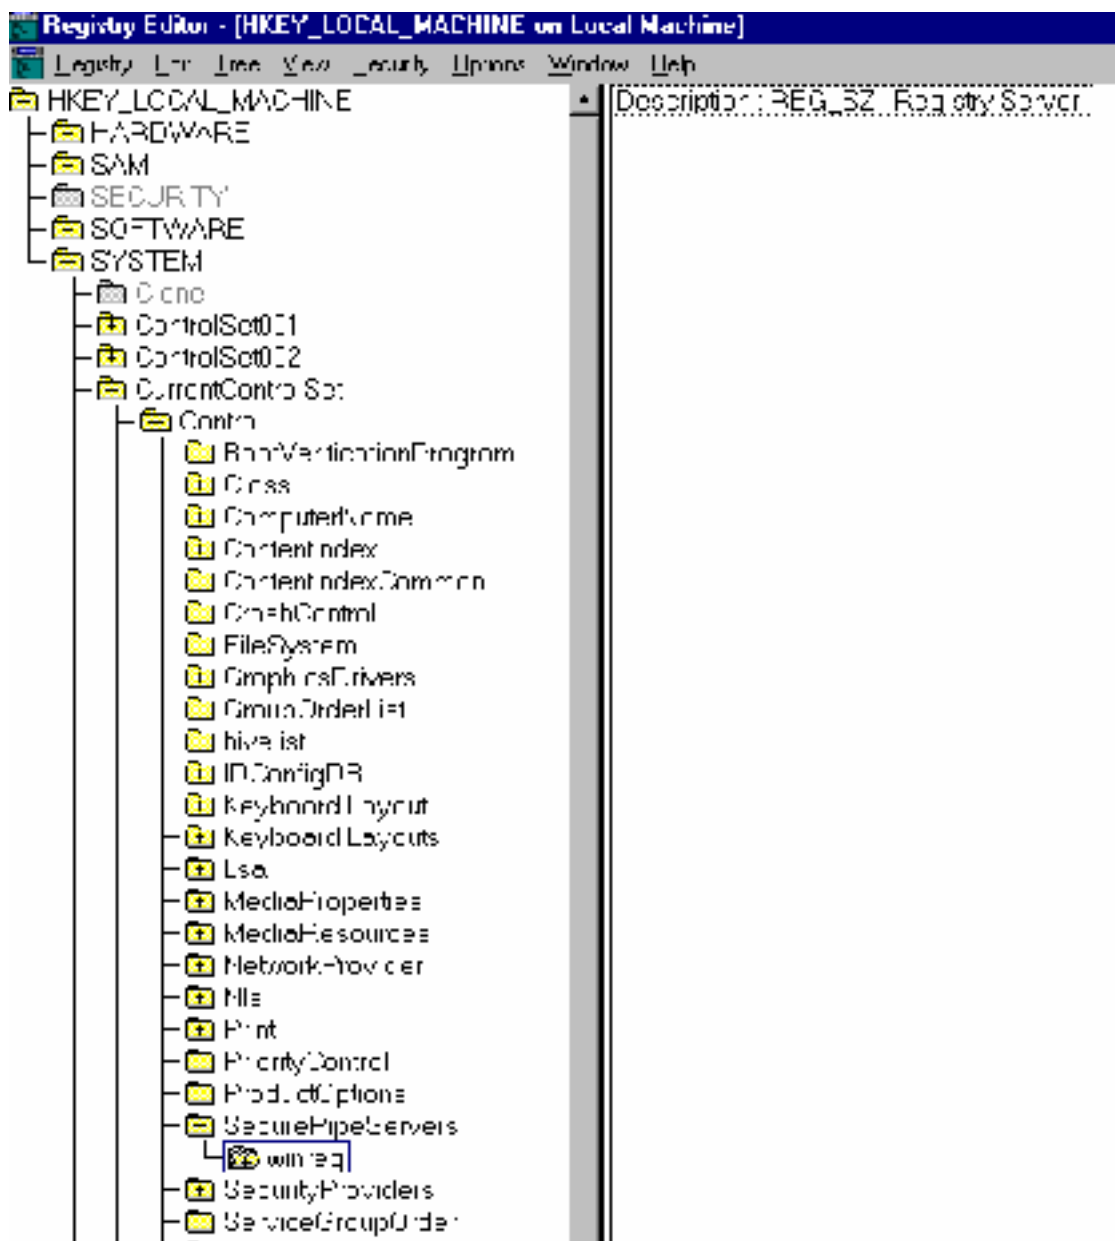 Registry Editor - [HKEY_LOCAL_MACHINE on Local Machine]
Registry Edit Tree View Security Options Window Help
HKEY_LOCAL_MACHINE
Description : REG_SZ : Registry Server
HARDWARE
SAM
SECURITY
SOFTWARE
SYSTEM
Clone
ControlSet001
ControlSet002
CurrentControlSet
Control
BootVerificationProgram
Class
ComputerName
ContentIndex
ContentIndexCommon
CrashControl
FileSystem
GraphicsDrivers
GroupOrderList
hivelist
IDConfigDB
Keyboard Layout
Keyboard Layouts
Lsa
MediaProperties
MediaResources
NetworkProvider
Nls
Print
PriorityControl
ProductOptions
SecurePipeServers
winreg
SecurityProviders
ServiceGroupOrder